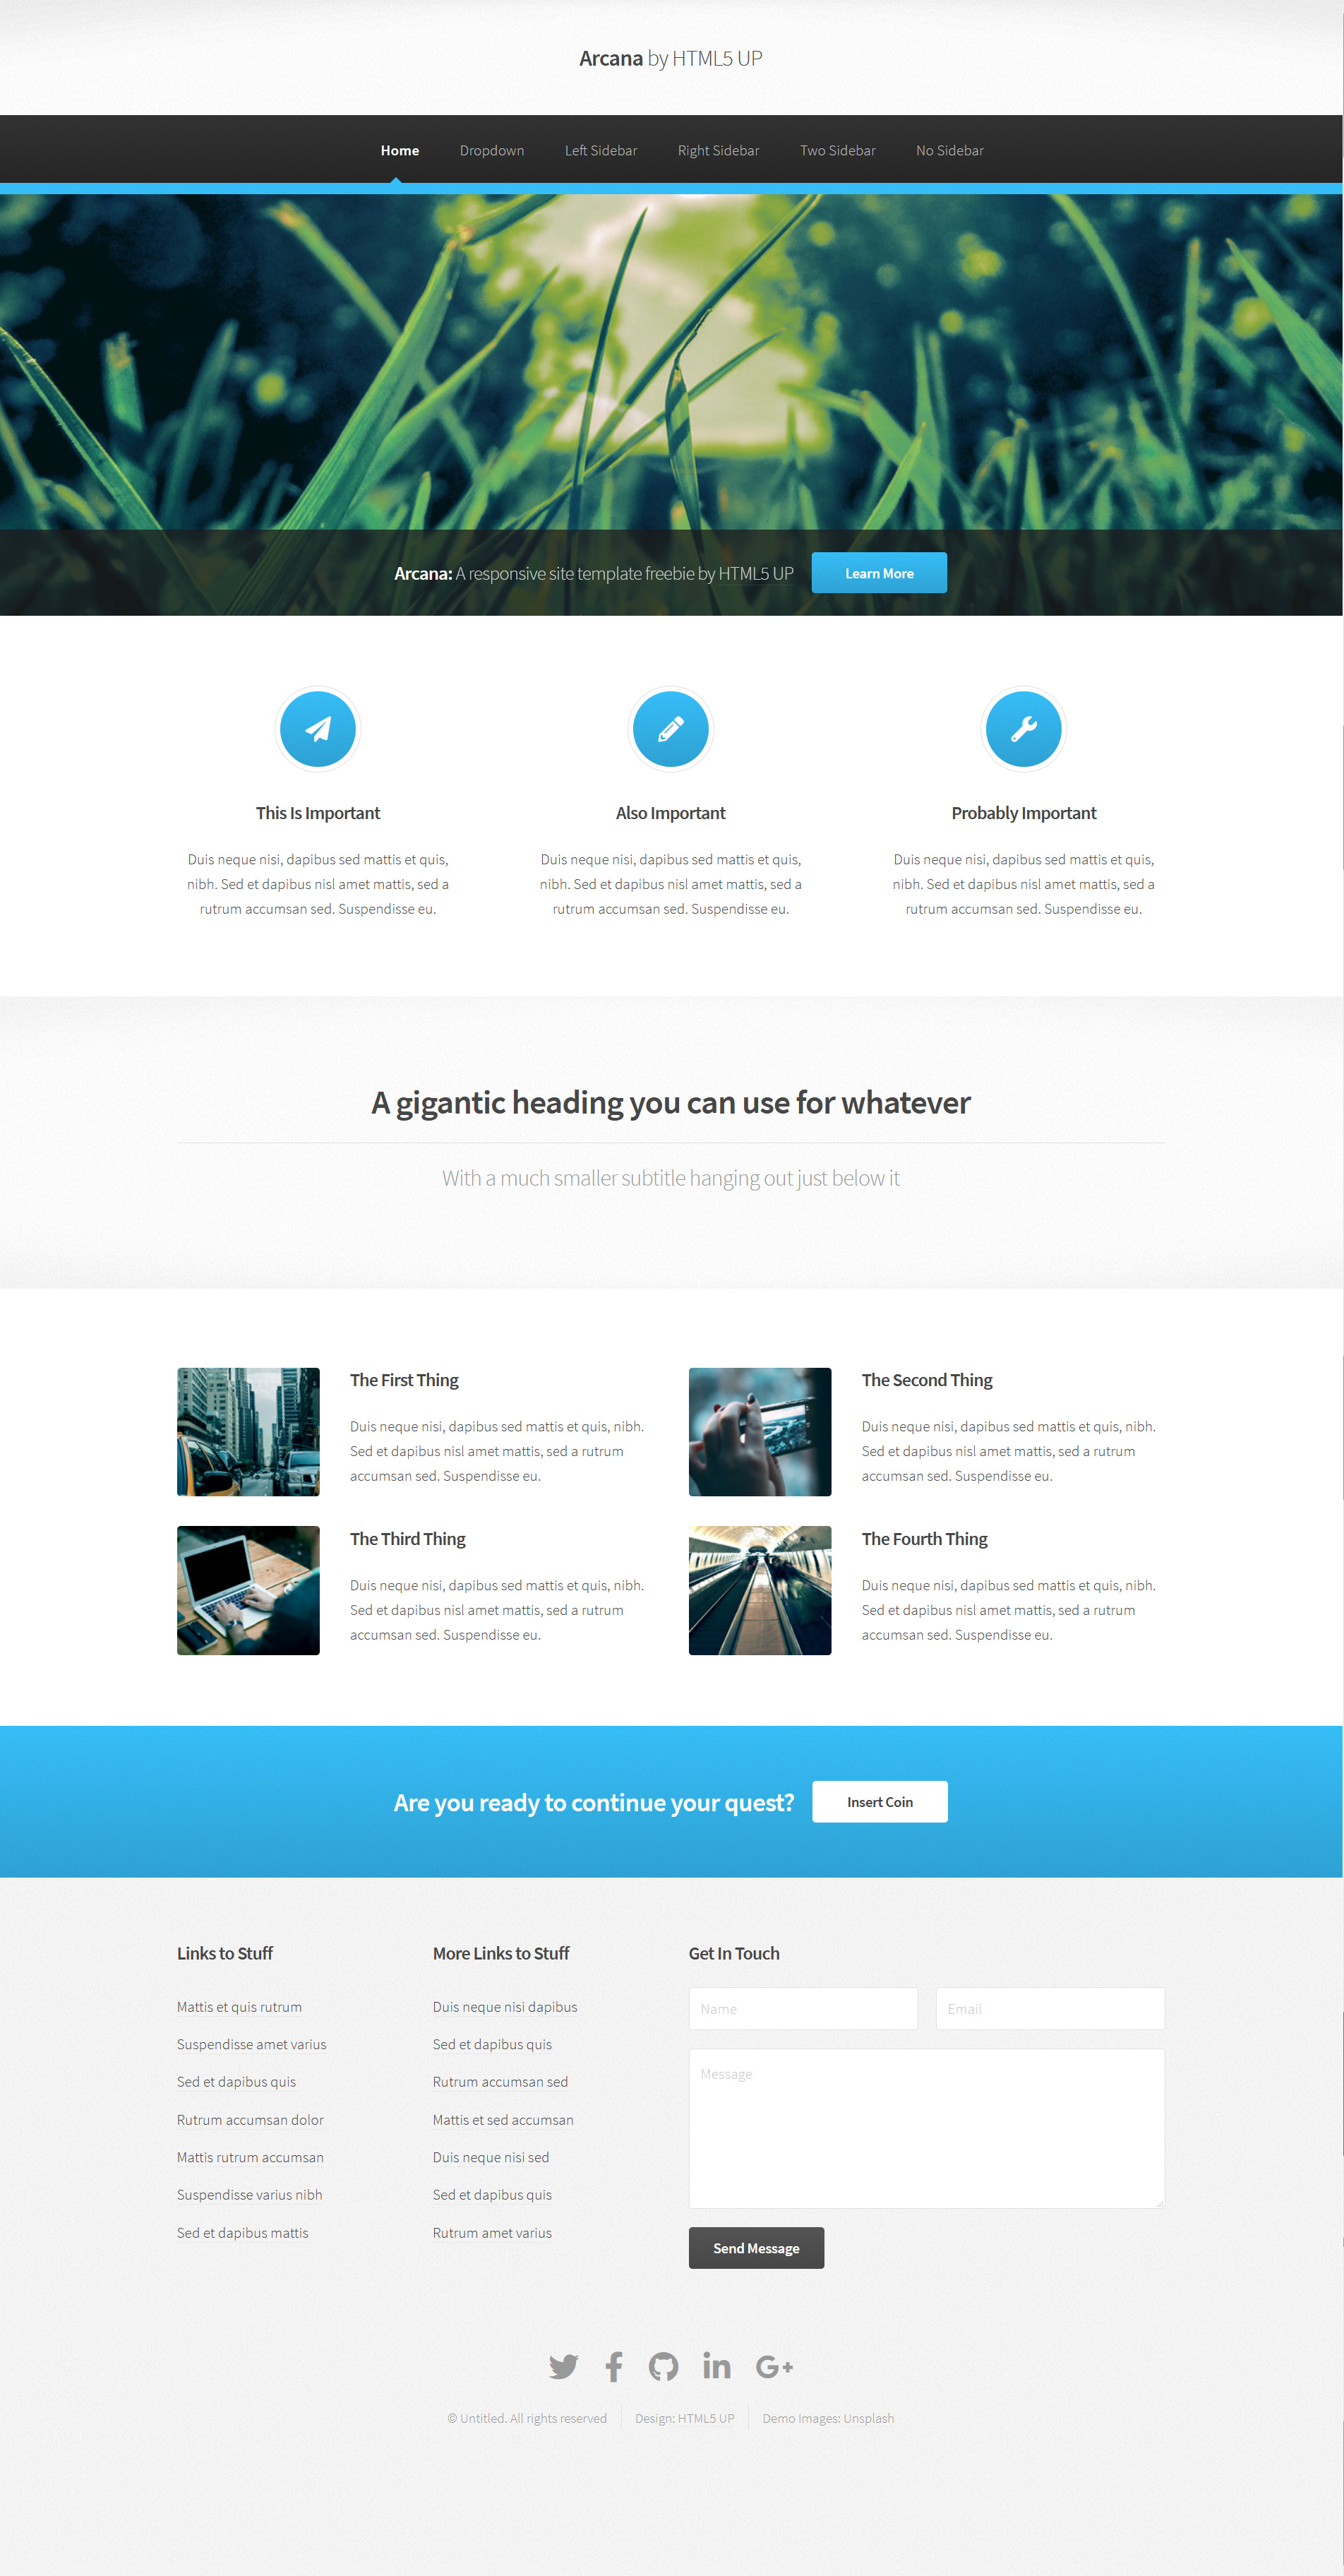 Arcana by HTML5 UP
Home Dropdown Left Sidebar Right Sidebar Two Sidebar No Sidebar
Arcana: A responsive site template freebie by HTML5 UP Learn More
This Is Important
Duis neque nisi, dapibus sed mattis et quis,
nibh. Sed et dapibus nisl amet mattis, sed a
rutrum accumsan sed. Suspendisse eu.
Also Important
Duis neque nisi, dapibus sed mattis et quis,
nibh. Sed et dapibus nisl amet mattis, sed a
rutrum accumsan sed. Suspendisse eu.
Probably Important
Duis neque nisi, dapibus sed mattis et quis,
nibh. Sed et dapibus nisl amet mattis, sed a
rutrum accumsan sed. Suspendisse eu.
A gigantic heading you can use for whatever
With a much smaller subtitle hanging out just below it
The First Thing
Duis neque nisi, dapibus sed mattis et quis, nibh.
Sed et dapibus nisl amet mattis, sed a rutrum
accumsan sed. Suspendisse eu.
The Second Thing
Duis neque nisi, dapibus sed mattis et quis, nibh.
Sed et dapibus nisl amet mattis, sed a rutrum
accumsan sed. Suspendisse eu.
The Third Thing
Duis neque nisi, dapibus sed mattis et quis, nibh.
Sed et dapibus nisl amet mattis, sed a rutrum
accumsan sed. Suspendisse eu.
The Fourth Thing
Duis neque nisi, dapibus sed mattis et quis, nibh.
Sed et dapibus nisl amet mattis, sed a rutrum
accumsan sed. Suspendisse eu.
Are you ready to continue your quest? Insert Coin
Links to Stuff
Mattis et quis rutrum
Suspendisse amet varius
Sed et dapibus quis
Rutrum accumsan dolor
Mattis rutrum accumsan
Suspendisse varius nibh
Sed et dapibus mattis
More Links to Stuff
Duis neque nisi dapibus
Sed et dapibus quis
Rutrum accumsan sed
Mattis et sed accumsan
Duis neque nisi sed
Sed et dapibus quis
Rutrum amet varius
Get In Touch
Name Email
Message
Send Message
© Untitled. All rights reserved Design: HTML5 UP Demo Images: Unsplash